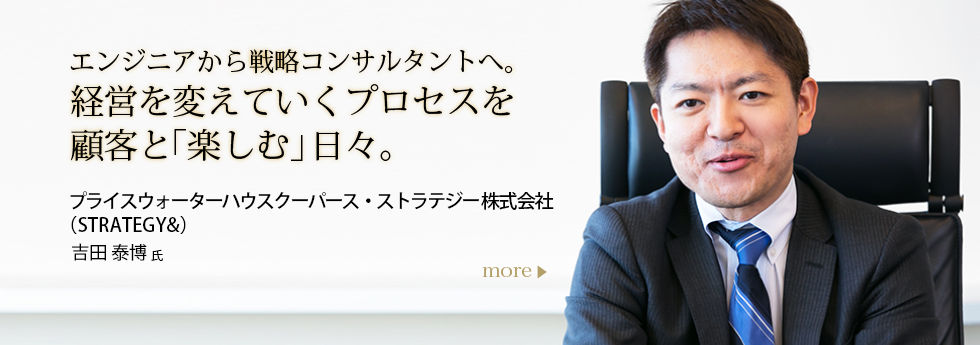 エンジニアから戦略コンサルタントへ。
経営を変えていくプロセスを
顧客と「楽しむ」日々。
プライスウォーターハウスクーパース・ストラテジー株式会社
（STRATEGY&）
吉田 泰博 氏
more